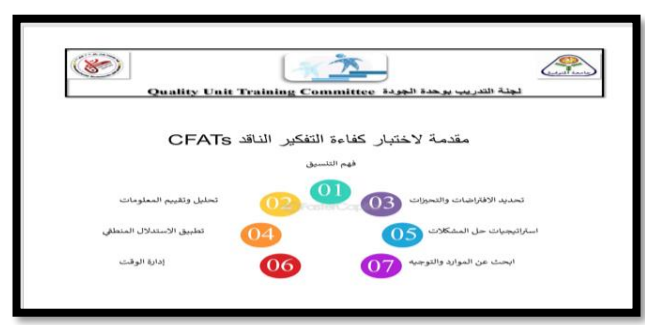 لجنة التدريب بوحدة الجودة Quality Unit Training Committee
مقدمة لاختبار كفاءة التفكير الناقد CFATs
فهم التنسيق
01
تحليل وتقييم المعلومات
02
03
تحديد الافتراضات والتحيزات
تطبيق الاستدلال المنطقي
04
05
استراتيجيات حل المشكلات
إدارة الوقت
06
07
ابحث عن الموارد والتوجيه